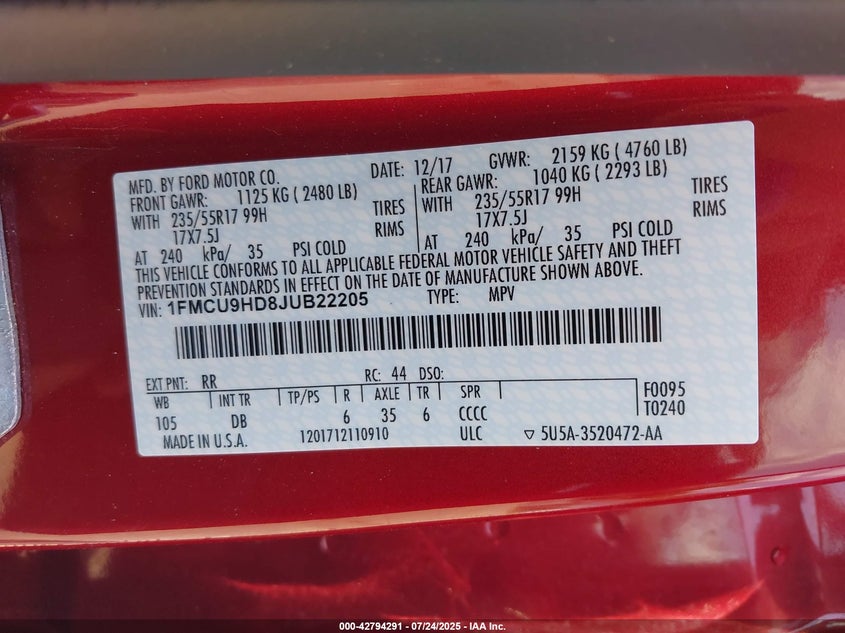 MFD. BY FORD MOTOR CO. DATE: 12/17 GVWR: 2159 KG ( 4760 LB)
FRONT GAWR: 1125 KG ( 2480 LB) REAR GAWR: 1040 KG ( 2293 LB)
WITH 235/55R17 99H TIRES WITH 235/55R17 99H TIRES
17X7.5J RIMS 17X7.5J RIMS
AT 240 kPa/ 35 PSI COLD AT 240 kPa/ 35 PSI COLD
THIS VEHICLE CONFORMS TO ALL APPLICABLE FEDERAL MOTOR VEHICLE SAFETY AND THEFT
PREVENTION STANDARDS IN EFFECT ON THE DATE OF MANUFACTURE SHOWN ABOVE.
VIN: 1FMCU9HD8JUB22205 TYPE: MPV
EXT PNT: RR RC: 44 DSO:
WB INT TR TP/PS R AXLE TR SPR F0095
105 DB 6 35 6 CCCC T0240
MADE IN U.S.A. 1201712110910 ULC ▽ 5U5A-3520472-AA
000-42794291 - 07/24/2025 - IAA Inc.